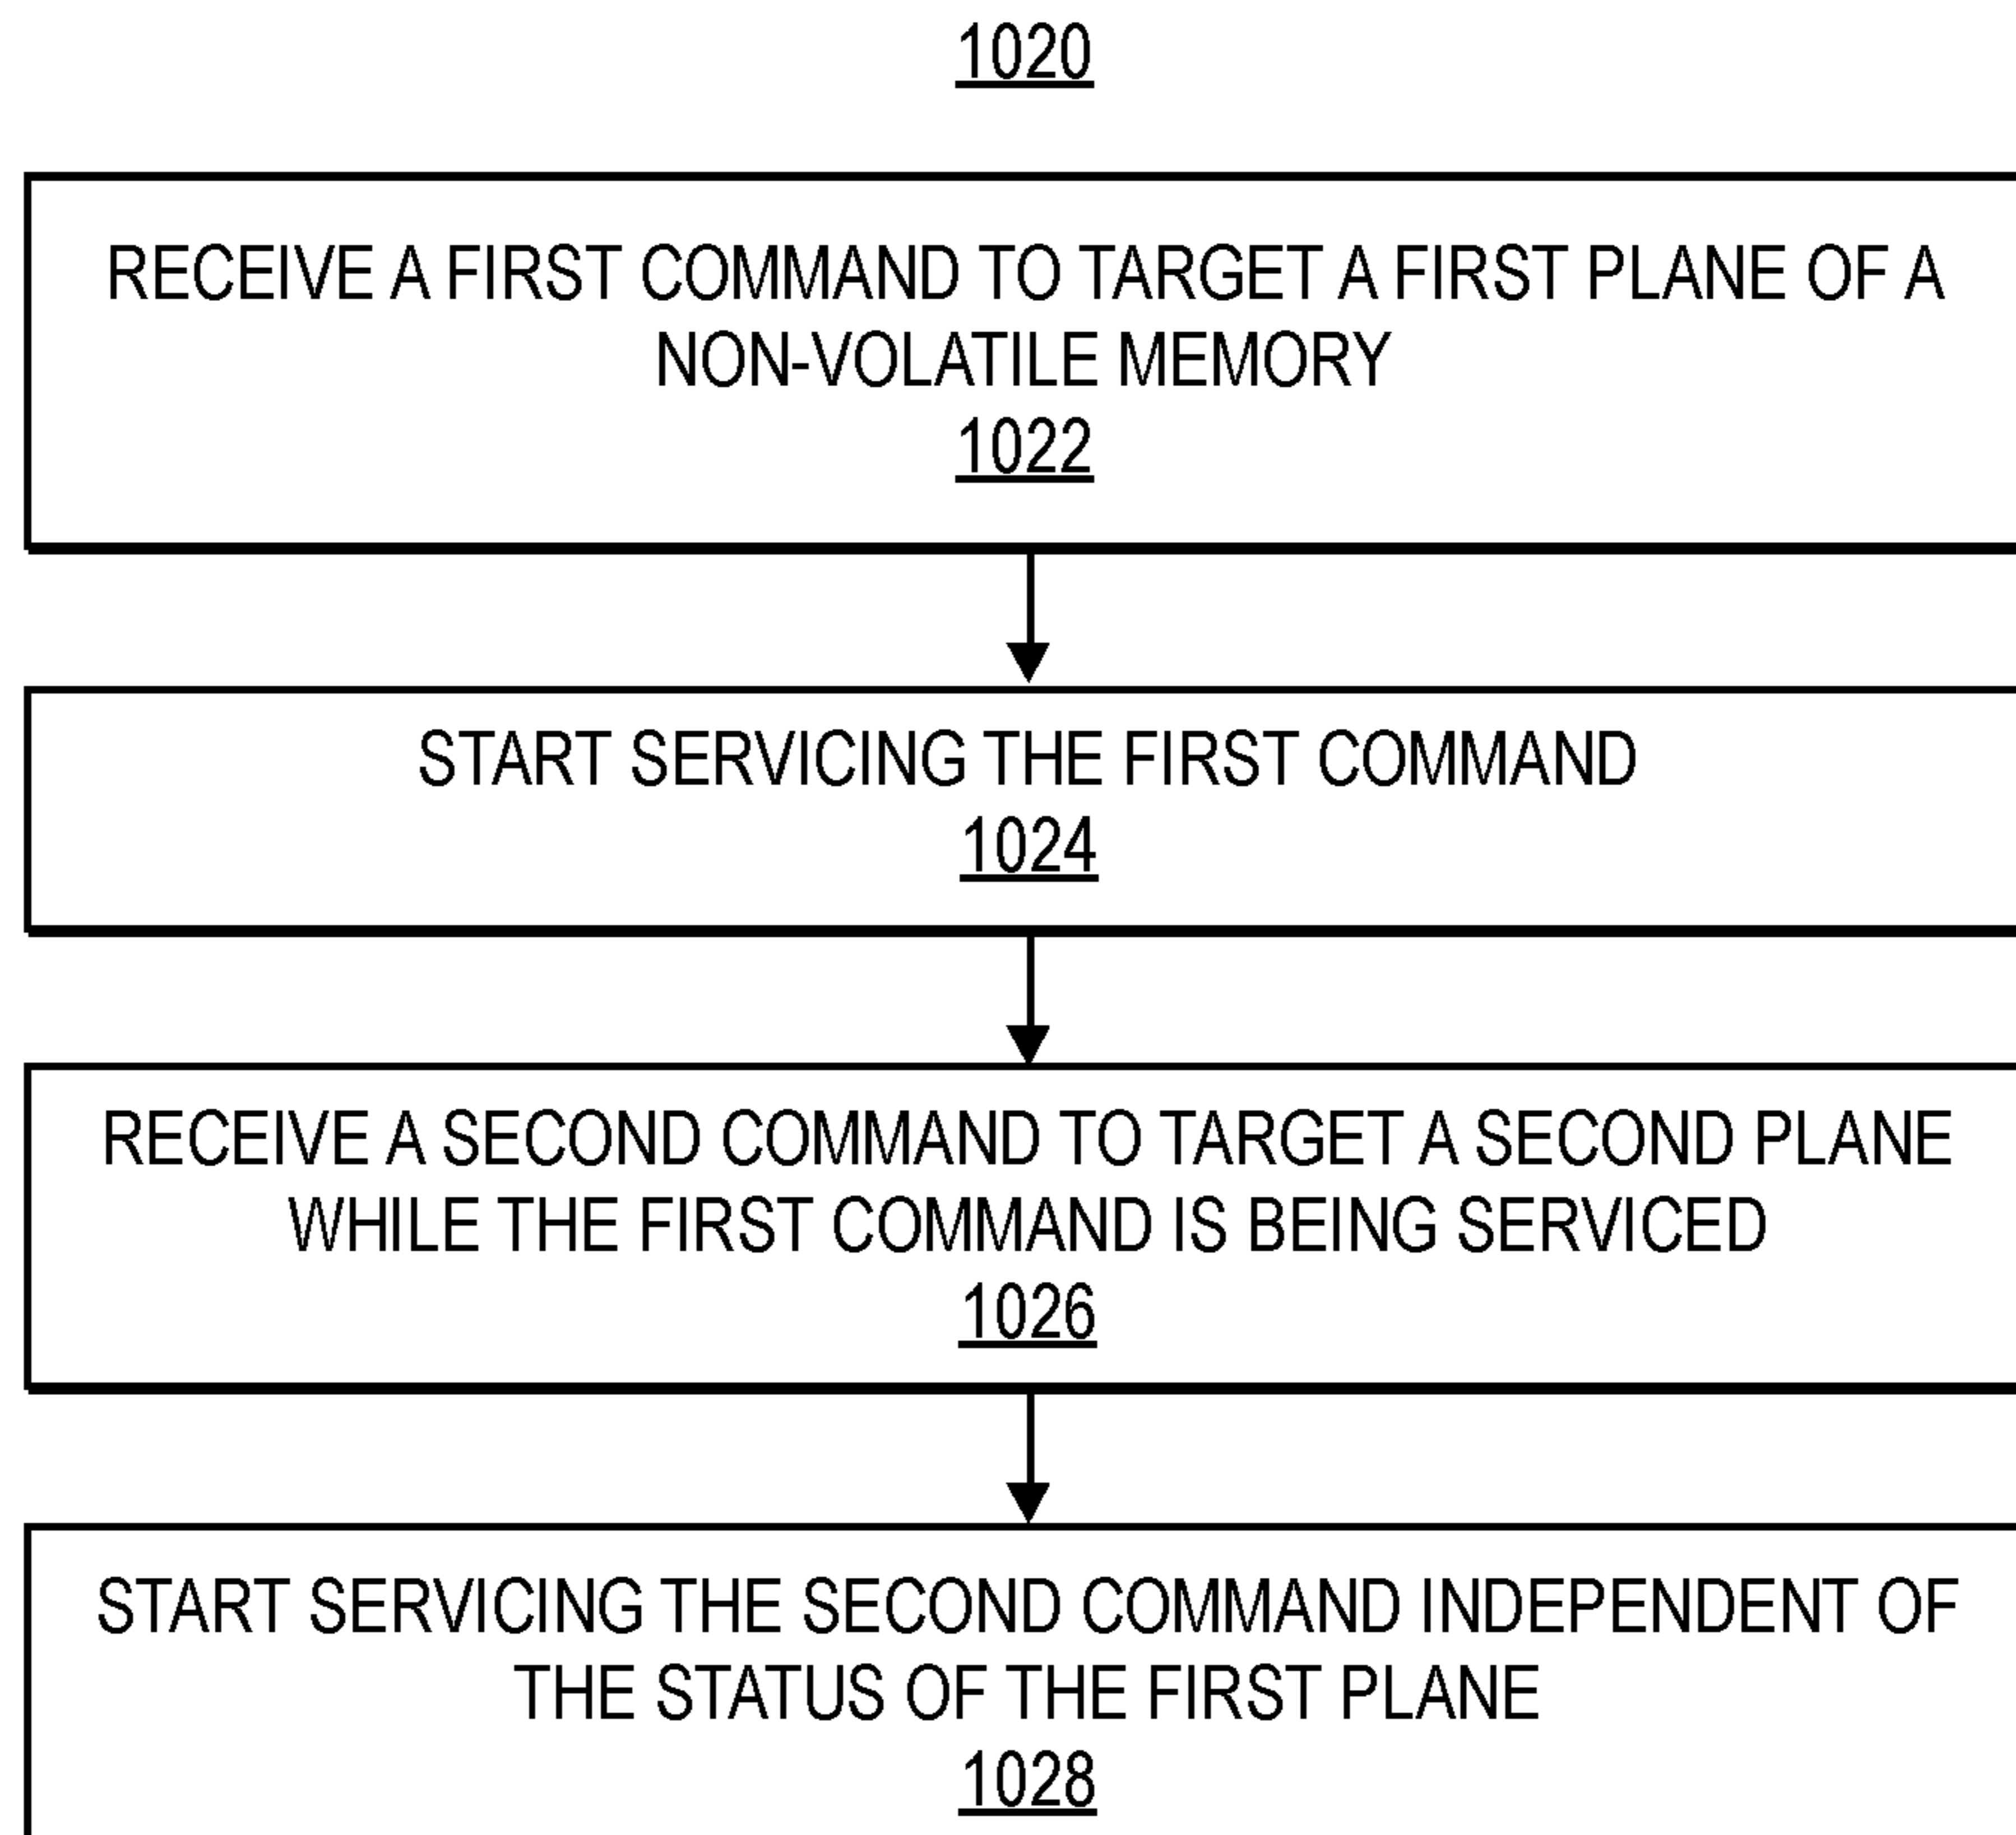 1020
RECEIVE A FIRST COMMAND TO TARGET A FIRST PLANE OF A
NON-VOLATILE MEMORY
1022
START SERVICING THE FIRST COMMAND
1024
RECEIVE A SECOND COMMAND TO TARGET A SECOND PLANE
WHILE THE FIRST COMMAND IS BEING SERVICED
1026
START SERVICING THE SECOND COMMAND INDEPENDENT OF
THE STATUS OF THE FIRST PLANE
1028